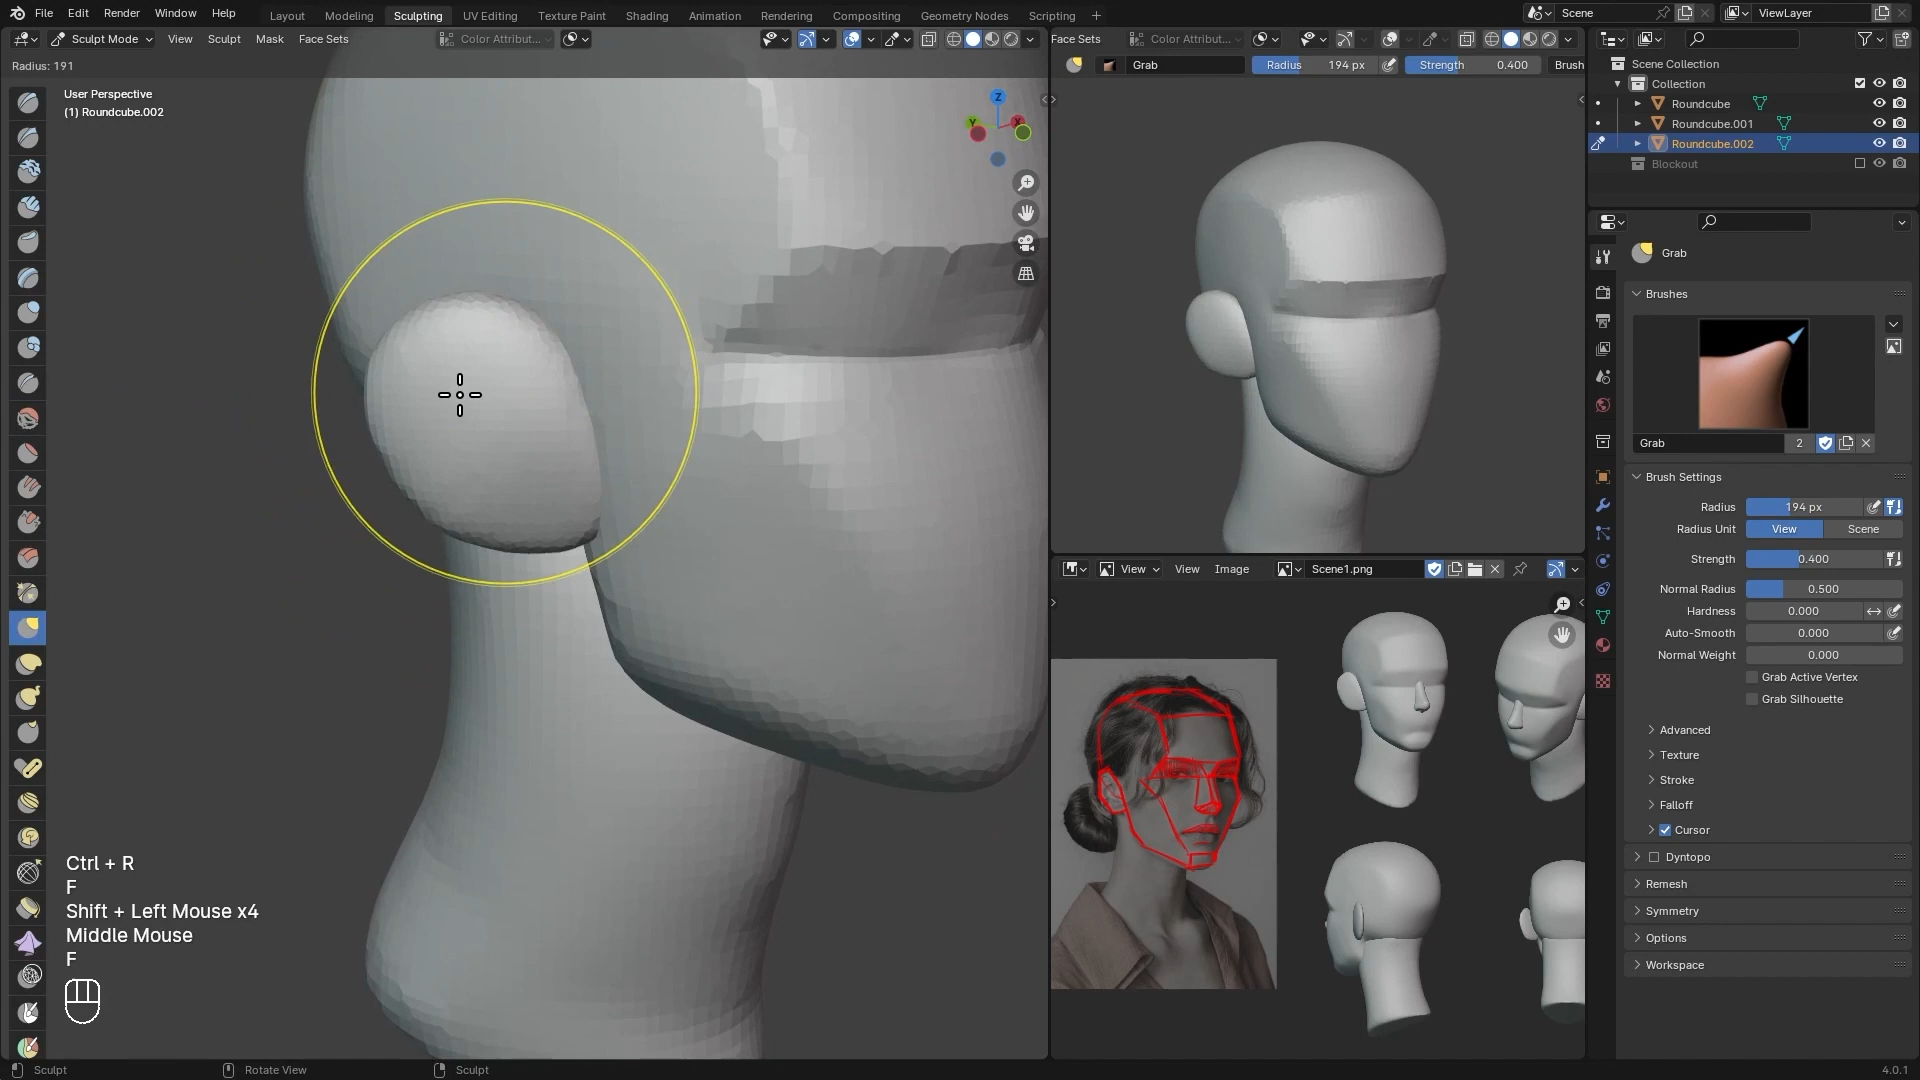 File Edit Render Window Help
Layout Modeling Sculpting UV Editing Texture Paint Shading Animation Rendering Compositing Geometry Nodes Scripting +
Scene
ViewLayer
Sculpt Mode View Sculpt Mask Face Sets
Color Attribut...
Face Sets
Color Attribut...
Radius: 191
Grab
Radius 194 px
Strength 0.400
Brush
User Perspective
(1) Roundcube.002
Z
Y
X
Scene Collection
Collection
Roundcube
Roundcube.001
Roundcube.002
Blockout
Grab
Brushes
Grab 2
Brush Settings
Radius 194 px
Radius Unit View Scene
Strength 0.400
Normal Radius 0.500
Hardness 0.000
Auto-Smooth 0.000
Normal Weight 0.000
Grab Active Vertex
Grab Silhouette
Advanced
Texture
Stroke
Falloff
Cursor
Dyntopo
Remesh
Symmetry
Options
Workspace
View View Image Scene1.png
Ctrl + R
F
Shift + Left Mouse x4
Middle Mouse
F
Sculpt Rotate View Sculpt
4.0.1